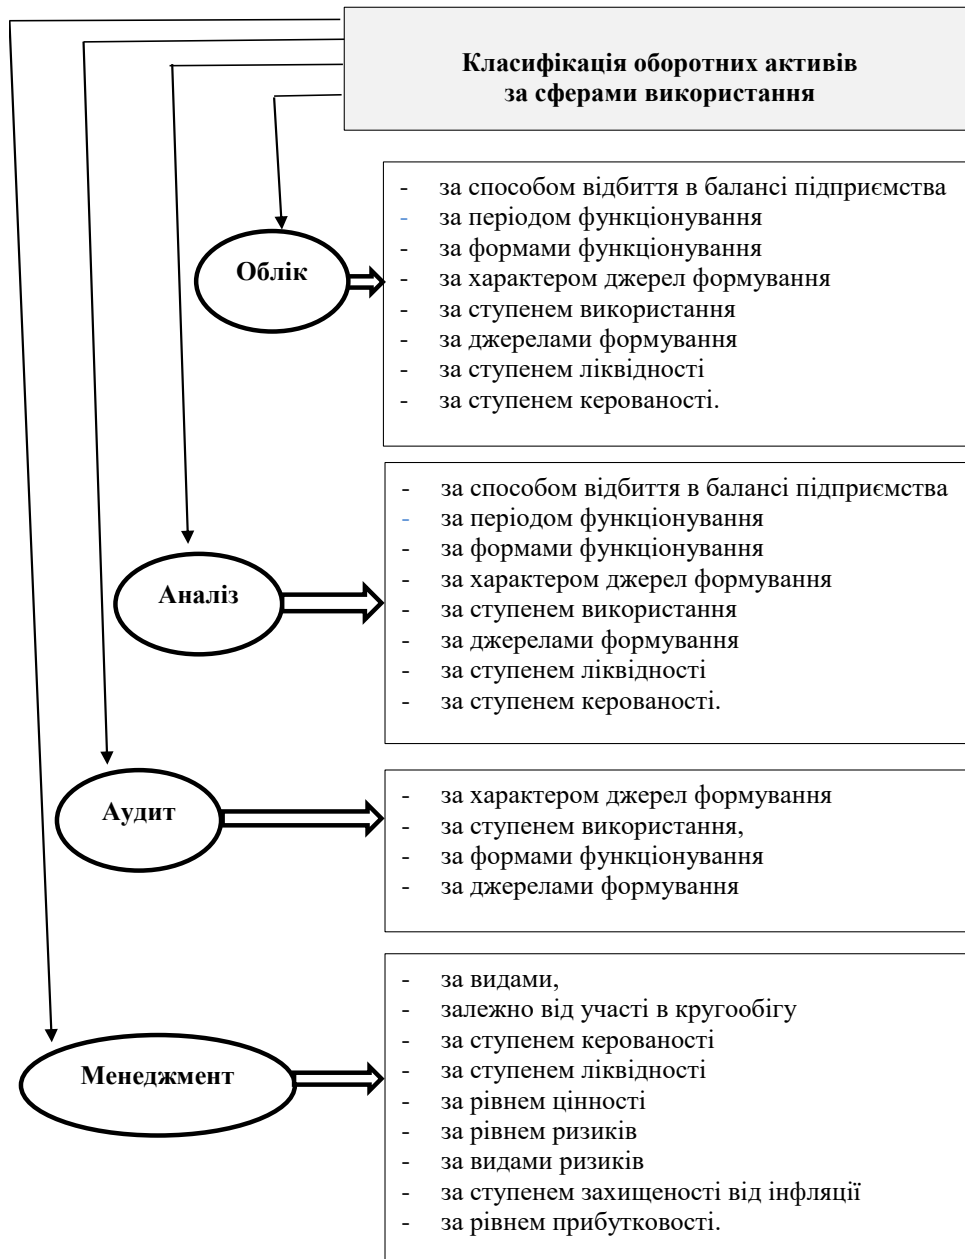 Класифікація оборотних активів
за сферами використання
Облік
- за способом відбиття в балансі підприємства
- за періодом функціонування
- за формами функціонування
- за характером джерел формування
- за ступенем використання
- за джерелами формування
- за ступенем ліквідності
- за ступенем керованості.
Аналіз
- за способом відбиття в балансі підприємства
- за періодом функціонування
- за формами функціонування
- за характером джерел формування
- за ступенем використання
- за джерелами формування
- за ступенем ліквідності
- за ступенем керованості.
Аудит
- за характером джерел формування
- за ступенем використання,
- за формами функціонування
- за джерелами формування
Менеджмент
- за видами,
- залежно від участі в кругообігу
- за ступенем керованості
- за ступенем ліквідності
- за рівнем цінності
- за рівнем ризиків
- за видами ризиків
- за ступенем захищеності від інфляції
- за рівнем прибутковості.